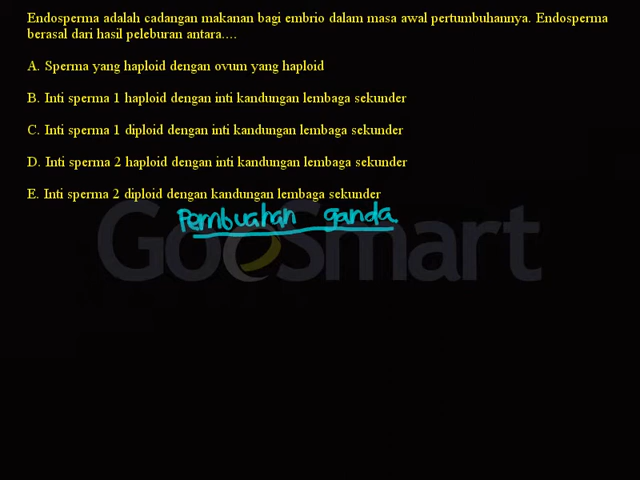 Endosperma adalah cadangan makanan bagi embrio dalam masa awal pertumbuhannya. Endosperma
berasal dari hasil peleburan antara....
A. Sperma yang haploid dengan ovum yang haploid
B. Inti sperma 1 haploid dengan inti kandungan lembaga sekunder
C. Inti sperma 1 diploid dengan inti kandungan lembaga sekunder
D. Inti sperma 2 haploid dengan inti kandungan lembaga sekunder
E. Inti sperma 2 diploid dengan kandungan lembaga sekunder
Pembuahan ganda
GooSmart